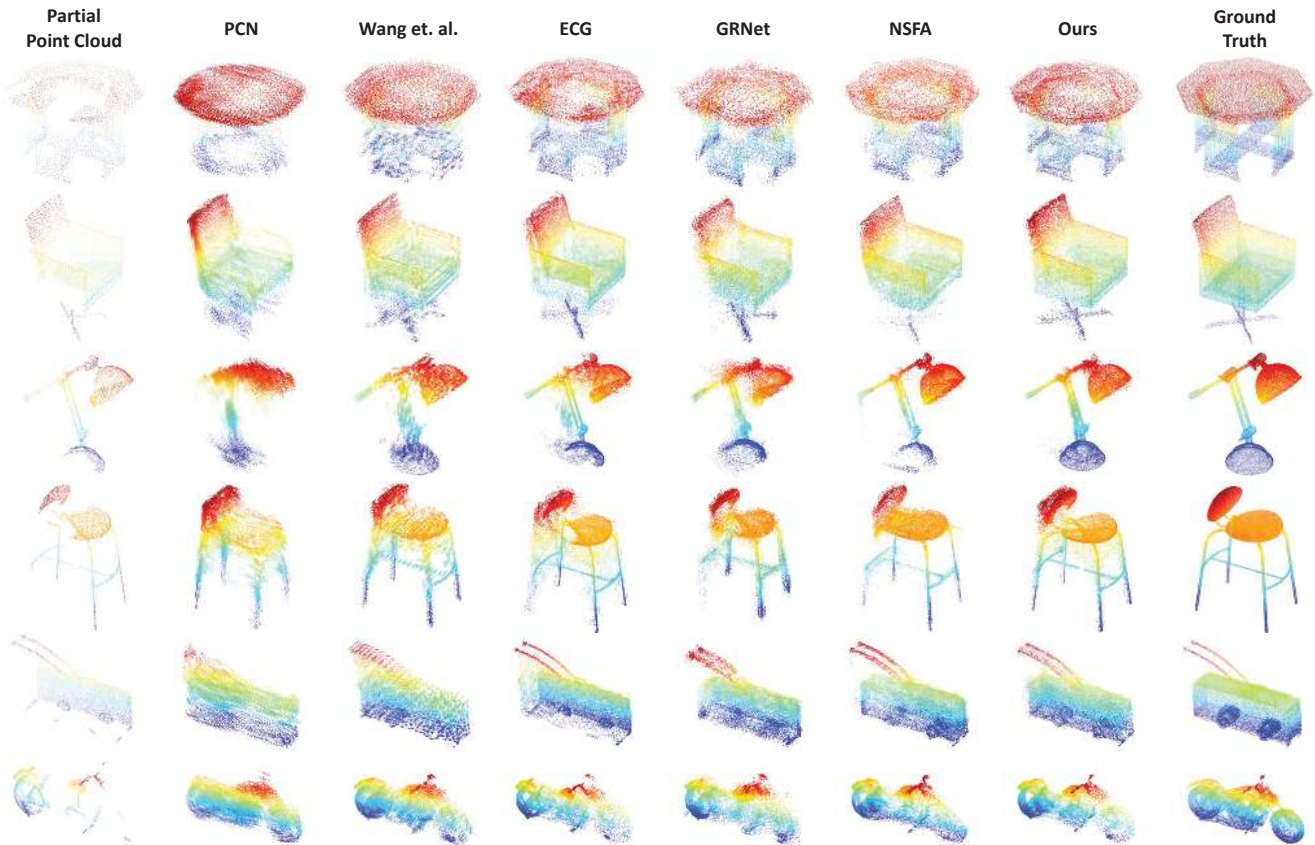 Partial
Point Cloud
PCN
Wang et. al.
ECG
GRNet
NSFA
Ours
Ground
Truth